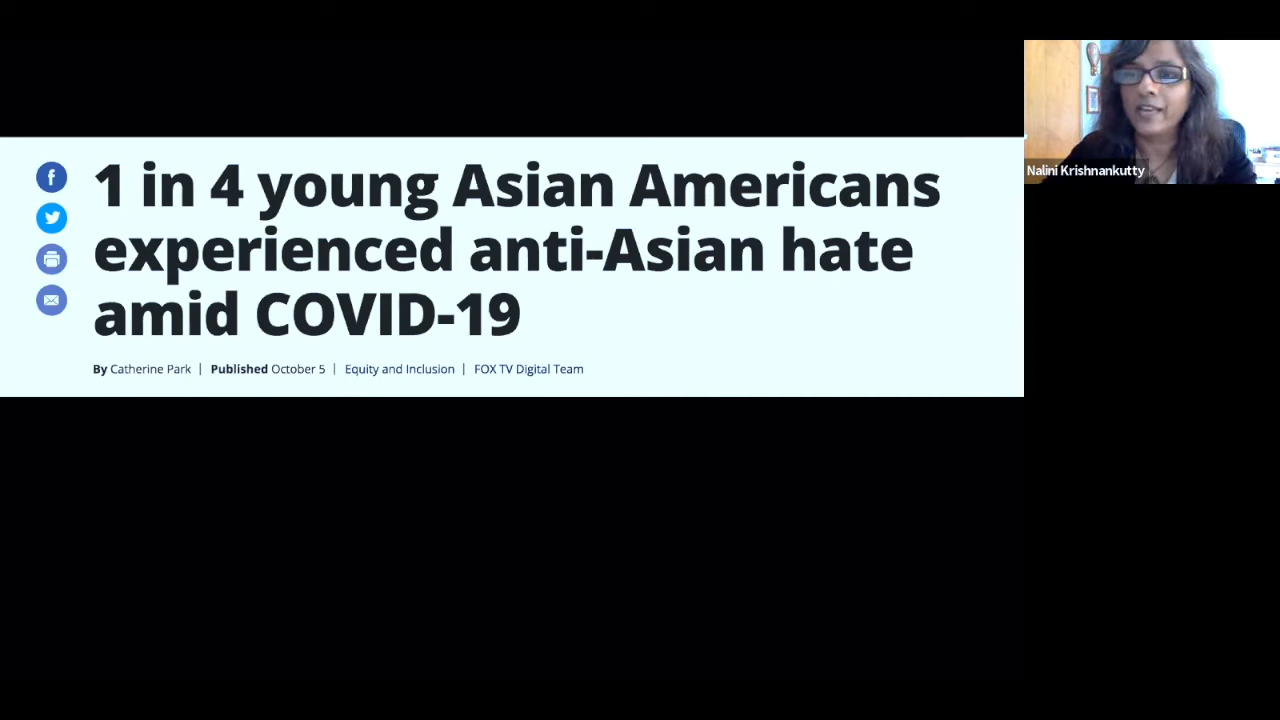 1 in 4 young Asian Americans
experienced anti-Asian hate
amid COVID-19
By Catherine Park | Published October 5 | Equity and Inclusion | FOX TV Digital Team
Nalini Krishnankutty